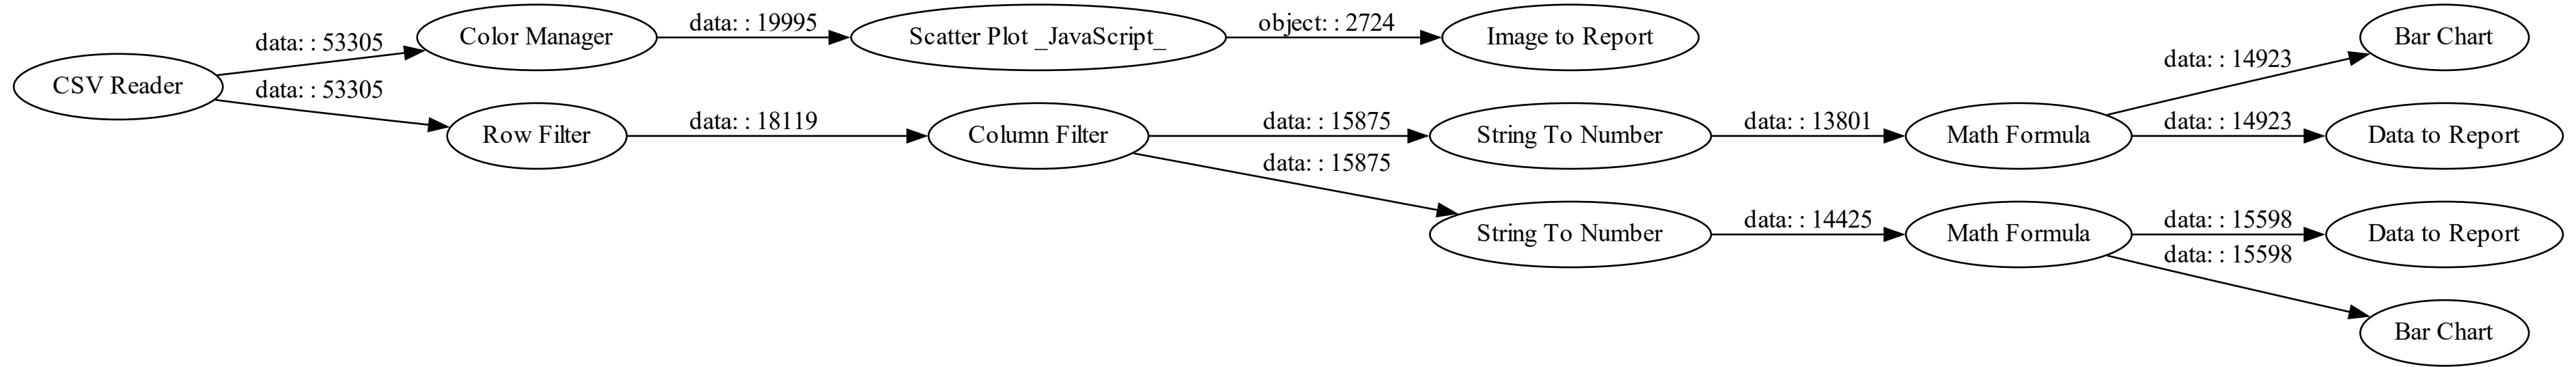 CSV Reader
data: : 53305
data: : 53305
Color Manager
data: : 19995
Scatter Plot _JavaScript_
object: : 2724
Image to Report
Row Filter
data: : 18119
Column Filter
data: : 15875
data: : 15875
String To Number
data: : 13801
Math Formula
data: : 14923
data: : 14923
Bar Chart
Data to Report
String To Number
data: : 14425
Math Formula
data: : 15598
data: : 15598
Data to Report
Bar Chart